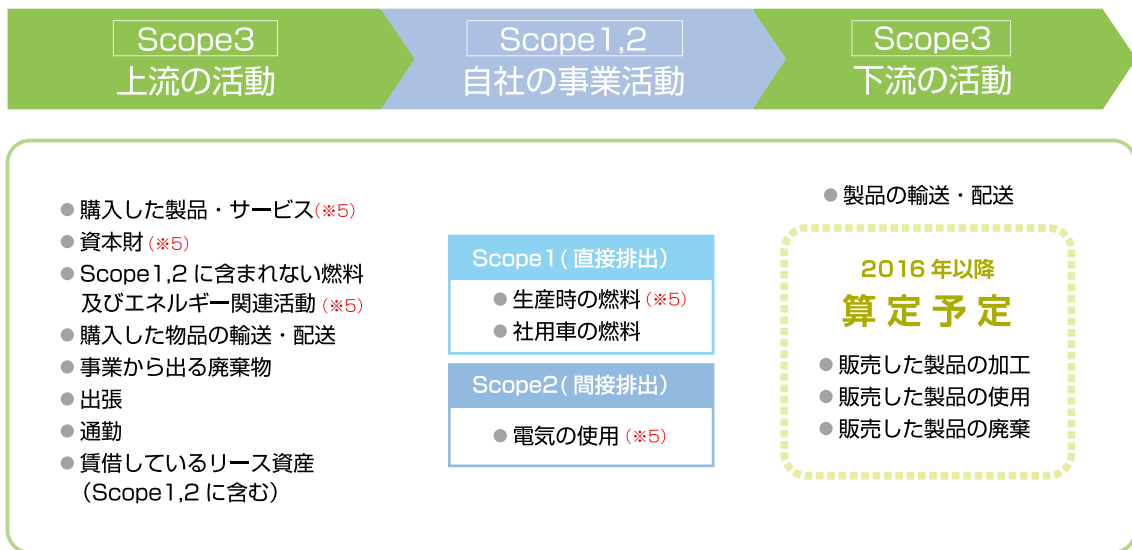 Scope3
上流の活動
Scope1,2
自社の事業活動
Scope3
下流の活動
● 購入した製品・サービス(※5)
● 資本財(※5)
● Scope1,2 に含まれない燃料
及びエネルギー関連活動(※5)
● 購入した物品の輸送・配送
● 事業から出る廃棄物
● 出張
● 通勤
● 賃借しているリース資産
(Scope1,2 に含む)
Scope1( 直接排出)
● 生産時の燃料(※5)
● 社用車の燃料
Scope2( 間接排出)
● 電気の使用(※5)
● 製品の輸送・配送
2016 年以降
算定予定
● 販売した製品の加工
● 販売した製品の使用
● 販売した製品の廃棄